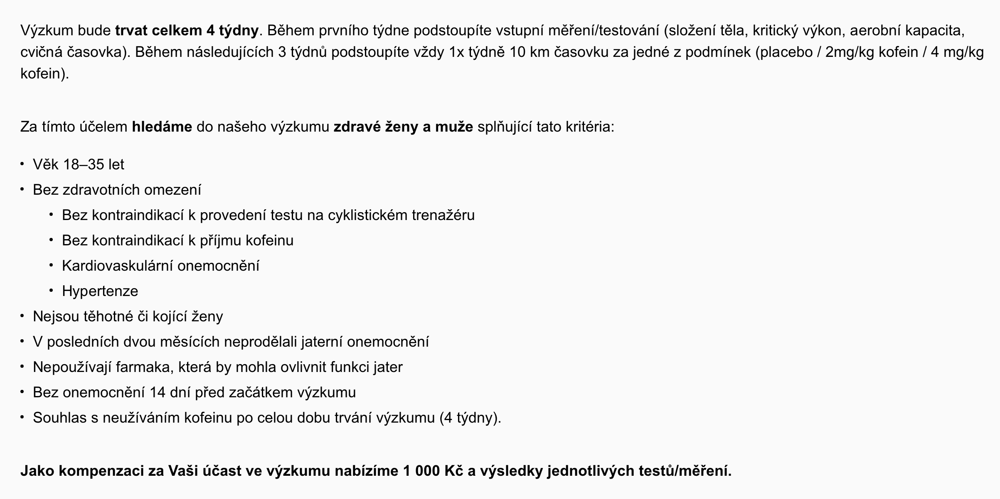 Výzkum bude trvat celkem 4 týdny. Během prvního týdne podstoupíte vstupní měření/testování (složení těla, kritický výkon, aerobní kapacita,
cvičná časovka). Během následujících 3 týdnů podstoupíte vždy 1x týdně 10 km časovku za jedné z podmínek (placebo / 2mg/kg kofein / 4 mg/kg
kofein).
Za tímto účelem hledáme do našeho výzkumu zdravé ženy a muže splňující tato kritéria:
• Věk 18–35 let
• Bez zdravotních omezení
• Bez kontraindikací k provedení testu na cyklistickém trenažéru
• Bez kontraindikací k příjmu kofeinu
• Kardiovaskulární onemocnění
• Hypertenze
• Nejsou těhotné či kojící ženy
• V posledních dvou měsících neprodělali jaterní onemocnění
• Nepoužívají farmaka, která by mohla ovlivnit funkci jater
• Bez onemocnění 14 dní před začátkem výzkumu
• Souhlas s neužíváním kofeinu po celou dobu trvání výzkumu (4 týdny).
Jako kompenzaci za Vaši účast ve výzkumu nabízíme 1 000 Kč a výsledky jednotlivých testů/měření.